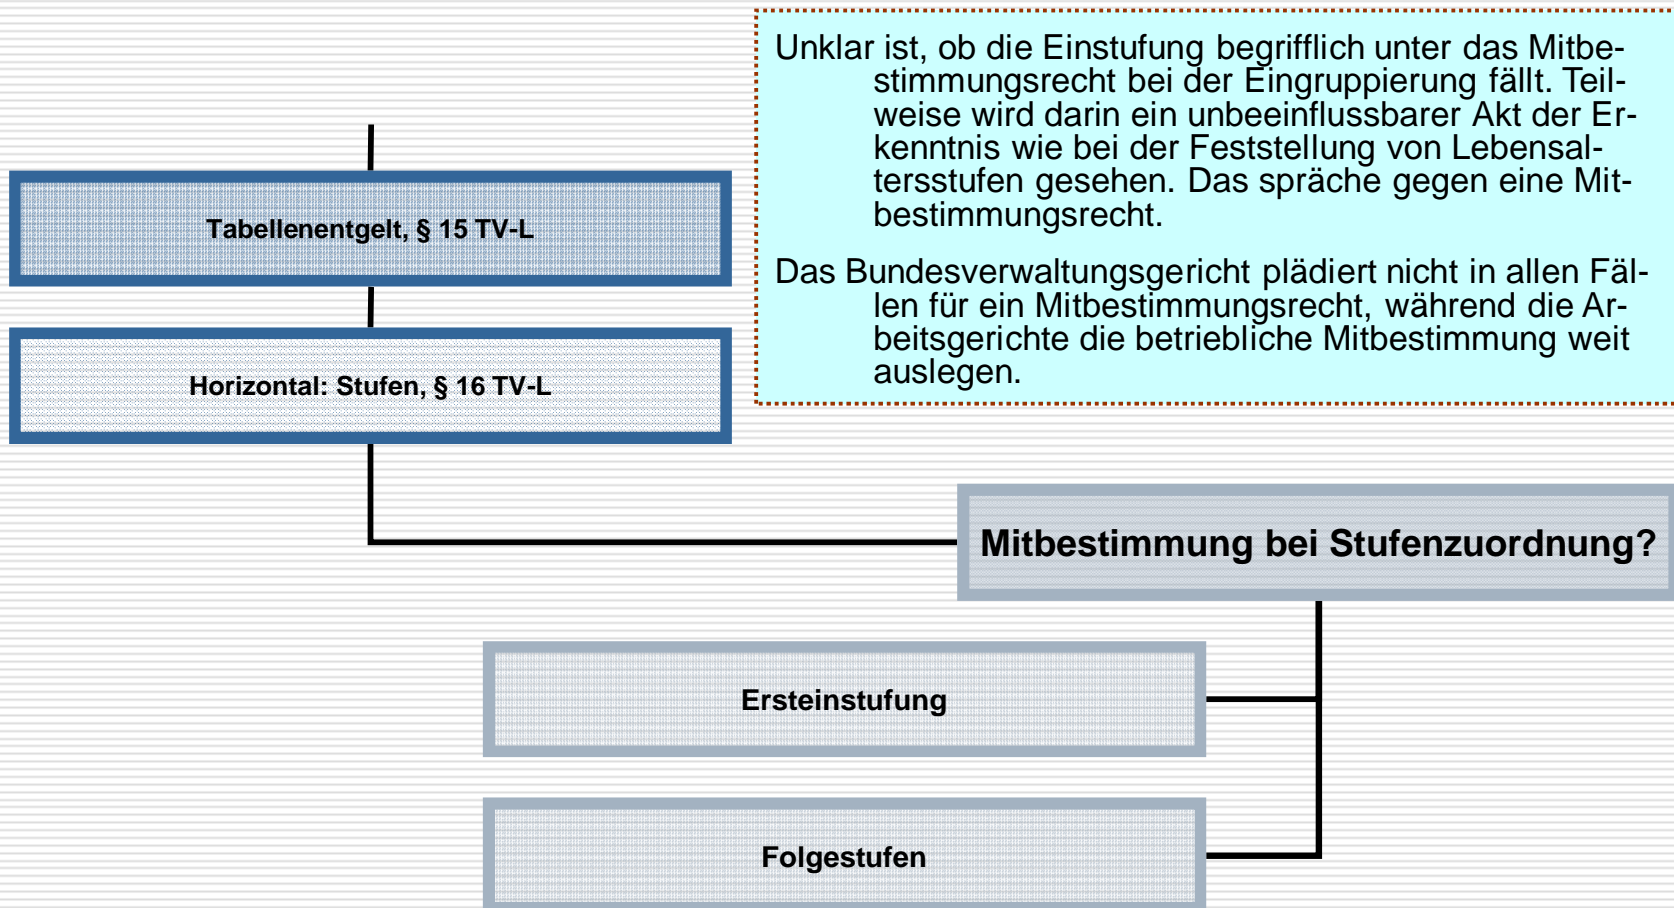 Unklar ist, ob die Einstufung begrifflich unter das Mitbe-
stimmungsrecht bei der Eingruppierung fällt. Teil-
weise wird darin ein unbeeinflussbarer Akt der Er-
kenntnis wie bei der Feststellung von Lebensal-
tersstufen gesehen. Das spräche gegen eine Mit-
bestimmungsrecht.
Das Bundesverwaltungsgericht plädiert nicht in allen Fäl-
len für ein Mitbestimmungsrecht, während die Ar-
beitsgerichte die betriebliche Mitbestimmung weit
auslegen.
Tabellenentgelt, § 15 TV-L
Horizontal: Stufen, § 16 TV-L
Mitbestimmung bei Stufenzuordnung?
Ersteinstufung
Folgestufen